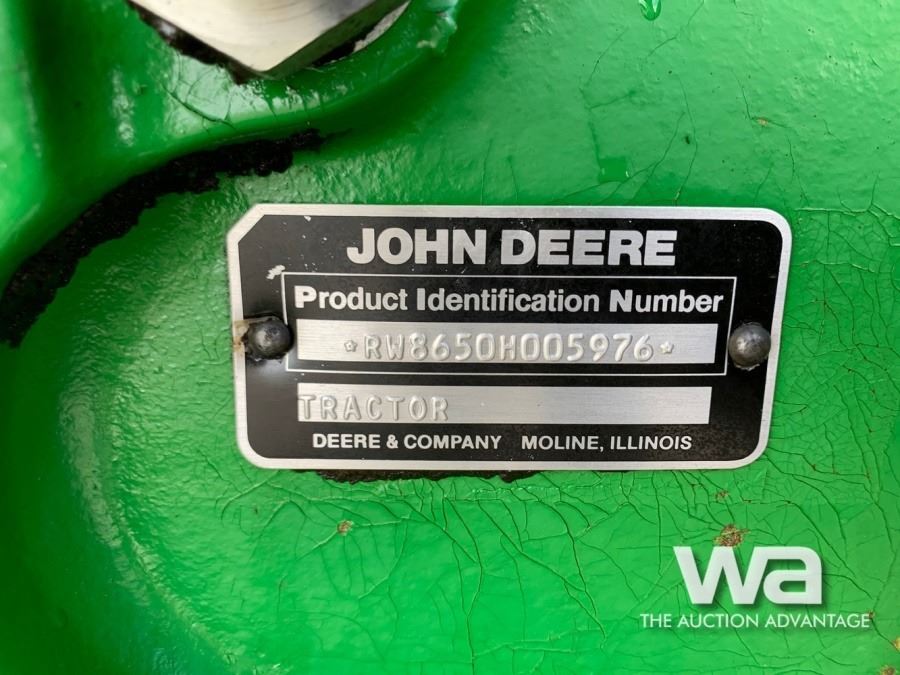 JOHN DEERE
Product Identification Number
*RW8650H005976*
TRACTOR
DEERE & COMPANY MOLINE, ILLINOIS
wa
THE AUCTION ADVANTAGE